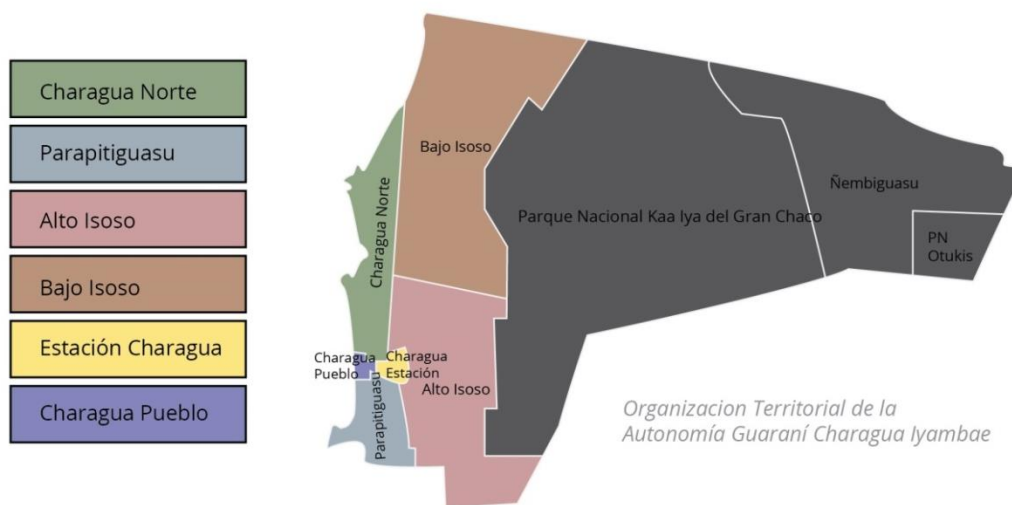 Charagua Norte
Parapitiguasu
Alto Isoso
Bajo Isoso
Estación Charagua
Charagua Pueblo
Bajo Isoso
Charagua Norte
Parque Nacional Kaa Iya del Gran Chaco
Ñembiguasu
PN
Otukis
Charagua
Pueblo
Charagua
Estación
Alto Isoso
Parapitiguasu
Organizacion Territorial de la
Autonomía Guaraní Charagua Iyambae